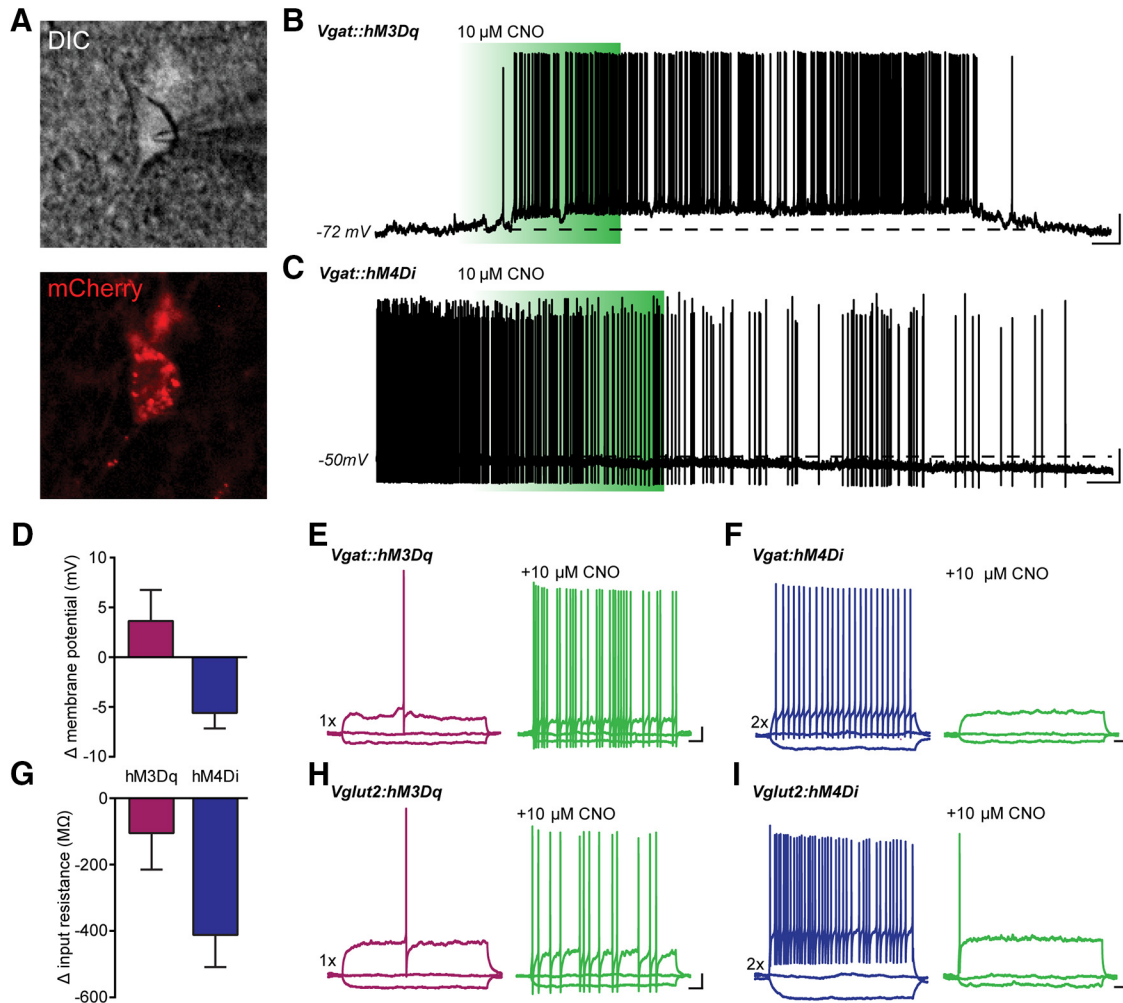 A
DIC
mCherry
B
Vgat::hM3Dq
10 µM CNO
-72 mV
C
Vgat::hM4Di
10 µM CNO
-50mV
D
10
5
0
-5
-10
Δ membrane potential (mV)
E
Vgat::hM3Dq
+10 µM CNO
1x
F
Vgat:hM4Di
+10 µM CNO
2x
G
hM3Dq hM4Di
0
-200
-400
-600
Δ input resistance (MΩ)
H
Vglut2:hM3Dq
+10 µM CNO
1x
I
Vglut2:hM4Di
+10 µM CNO
2x